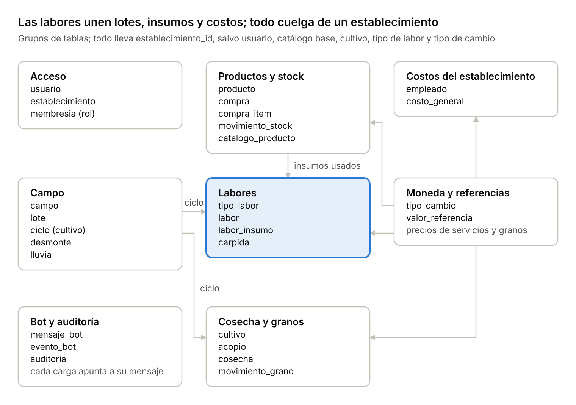 Las labores unen lotes, insumos y costos; todo cuelga de un establecimiento
Grupos de tablas; todo lleva establecimiento_id, salvo usuario, catálogo base, cultivo, tipo de labor y tipo de cambio
Acceso
usuario
establecimiento
membresia (rol)
Productos y stock
producto
compra
compra_item
movimiento_stock
catalogo_producto
Costos del establecimiento
empleado
costo_general
insumos usados
Campo
campo
lote
ciclo (cultivo)
desmonte
lluvia
ciclo
Labores
tipo_labor
labor
labor_insumo
carpida
Moneda y referencias
tipo_cambio
valor_referencia
precios de servicios y granos
ciclo
Bot y auditoría
mensaje_bot
evento_bot
auditoria
cada carga apunta a su mensaje
Cosecha y granos
cultivo
acopio
cosecha
movimiento_grano